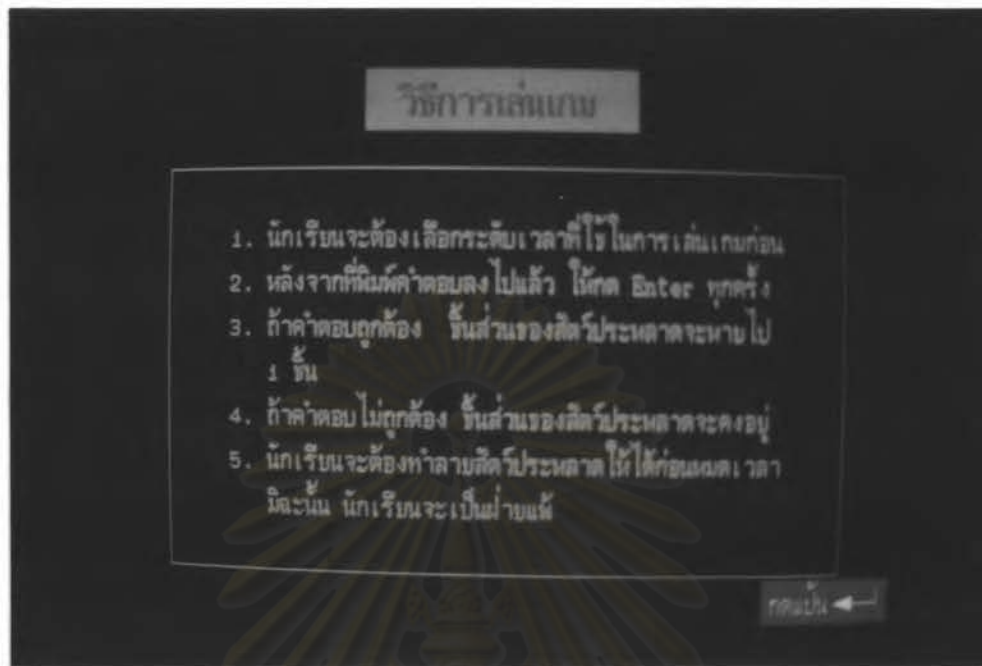 วิธีการเล่นเกม
1. นักเรียนจะต้องเลือกระดับเวลาที่ใช้ในการเล่นเกมก่อน
2. หลังจากที่พิมพ์คำตอบลงไปแล้ว ให้กด Enter ทุกครั้ง
3. ถ้าคำตอบถูกต้อง ชิ้นส่วนของสัตว์ประหลาดจะหายไป
1 ชิ้น
4. ถ้าคำตอบไม่ถูกต้อง ชิ้นส่วนของสัตว์ประหลาดจะคงอยู่
5. นักเรียนจะต้องทำลายสัตว์ประหลาดให้ได้ก่อนหมดเวลา
มิฉะนั้น นักเรียนจะเป็นฝ่ายแพ้
กดแป้น